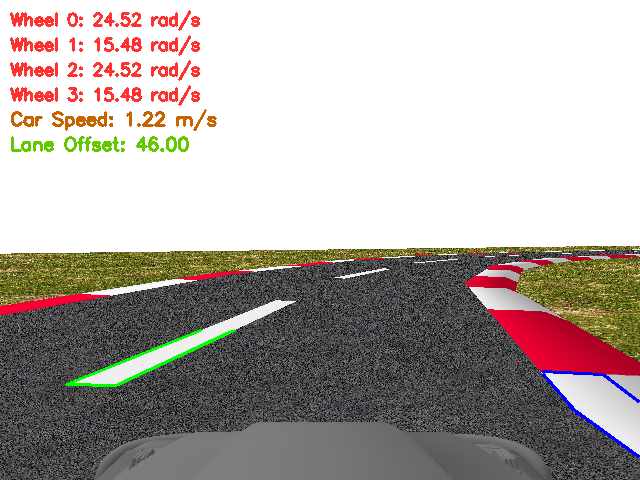 Wheel 0: 24.52 rad/s
Wheel 1: 15.48 rad/s
Wheel 2: 24.52 rad/s
Wheel 3: 15.48 rad/s
Car Speed: 1.22 m/s
Lane Offset: 46.00